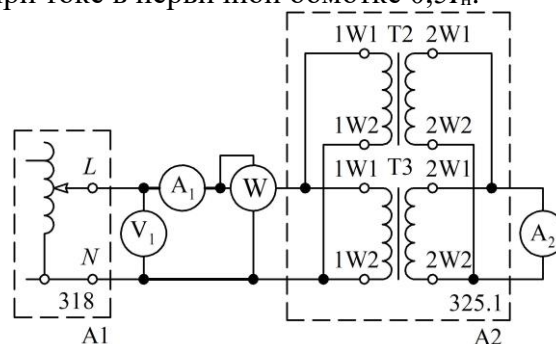 при токе в первичной обмотке 0,5Iн.
1W1 T2 2W1
1W2 2W2
1W1 T3 2W1
1W2 2W2
L
A1
W
V1
N
A2
318
325.1
A1
A2